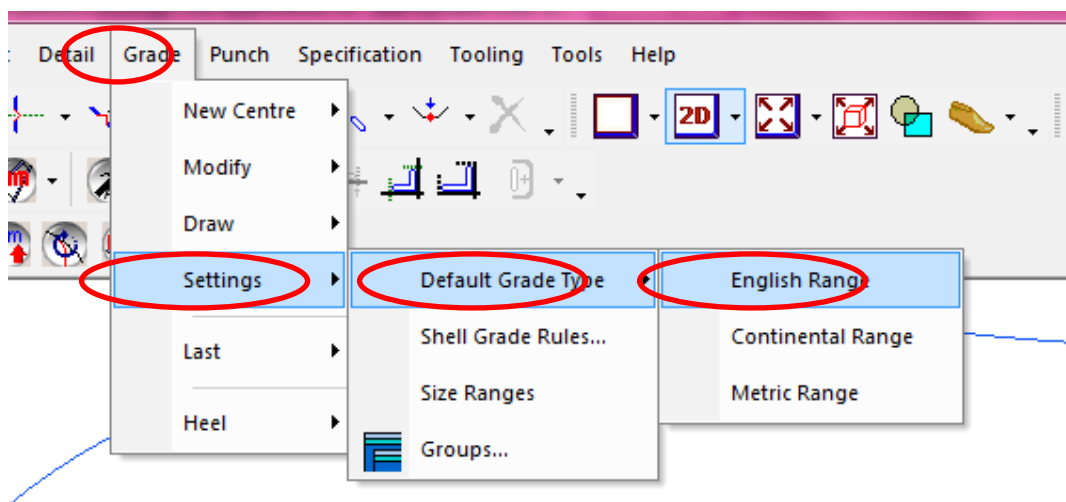 Detail Grade Punch Specification Tooling Tools Help
New Centre
2D
Modify
Draw
Settings Default Grade Type English Range
Shell Grade Rules... Continental Range
Last
Size Ranges Metric Range
Heel
Groups...